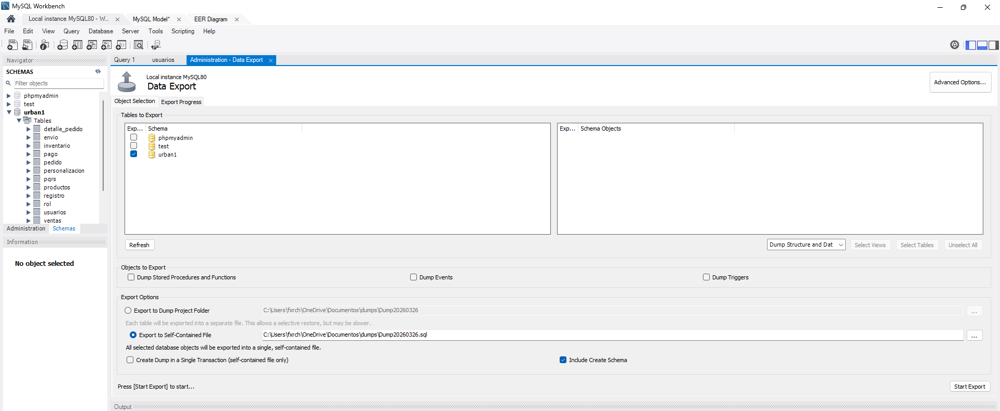 MySQL Workbench
Local instance MySQL80 - W... MySQL Model* EER Diagram
File Edit View Query Database Server Tools Scripting Help
Navigator
SCHEMAS
Filter objects
phpmyadmin
test
urban1
Tables
detalle_pedido
envio
inventario
pago
pedido
personalizacion
pqrs
productos
registro
rol
usuarios
ventas
Administration Schemas
Information
No object selected
Query 1 usuarios Administration - Data Export
Local instance MySQL80
Data Export
Advanced Options...
Object Selection Export Progress
Tables to Export
Exp... Schema
phpmyadmin
test
urban1
Exp... Schema Objects
Refresh
Dump Structure and Dat Select Views Select Tables Unselect All
Objects to Export
Dump Stored Procedures and Functions Dump Events Dump Triggers
Export Options
Export to Dump Project Folder C:\Users\fxrch\OneDrive\Documentos\dumps\Dump20260326 ...
Each table will be exported into a separate file. This allows a selective restore, but may be slower.
Export to Self-Contained File C:\Users\fxrch\OneDrive\Documentos\dumps\Dump20260326.sql ...
All selected database objects will be exported into a single, self-contained file.
Create Dump in a Single Transaction (self-contained file only) Include Create Schema
Press [Start Export] to start...
Start Export
Output